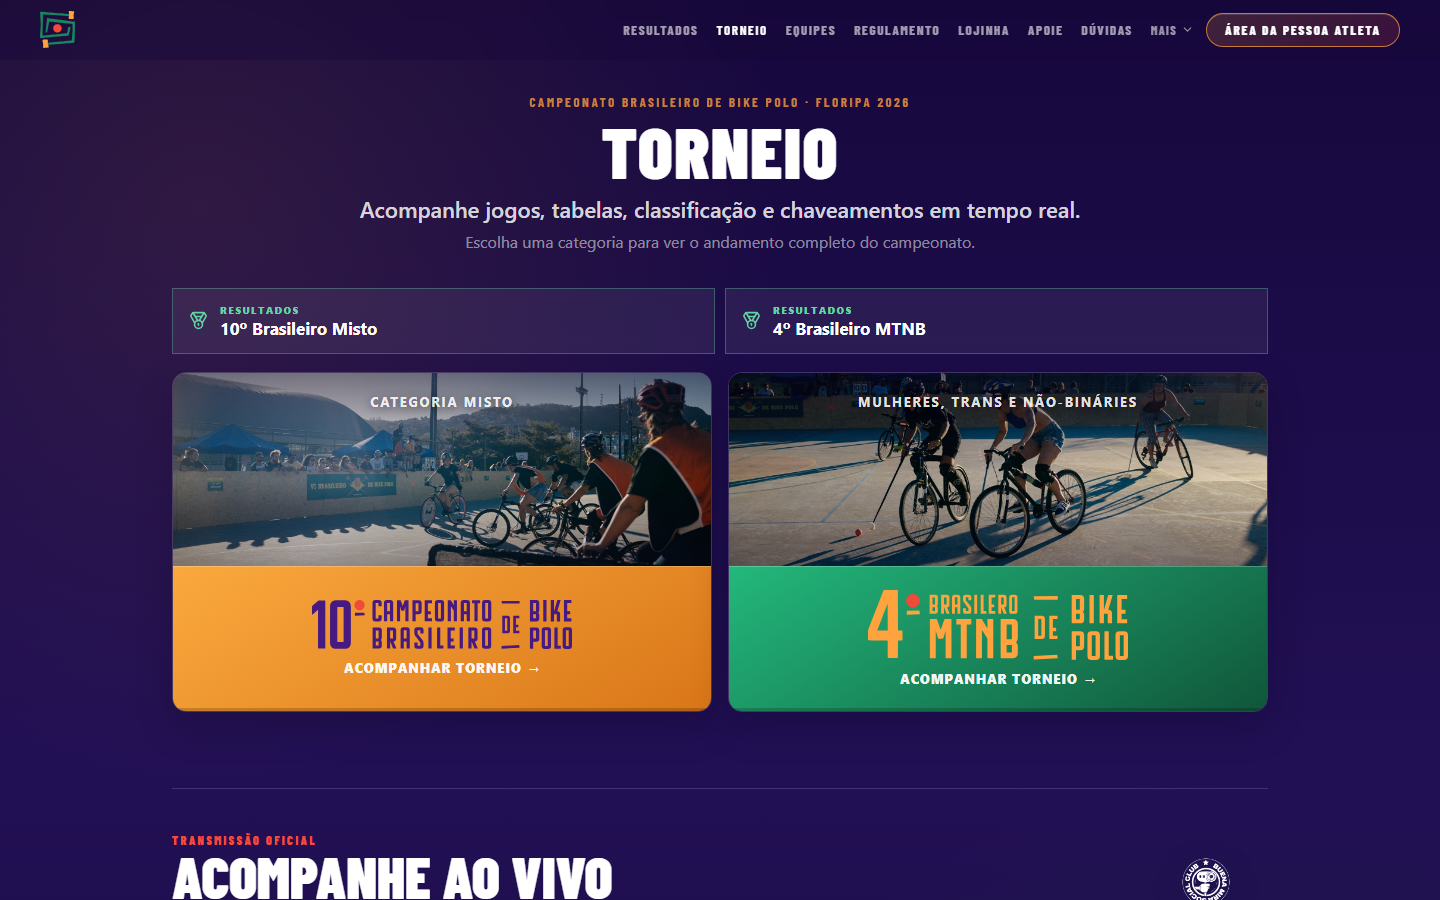 RESULTADOS TORNEIO EQUIPES REGULAMENTO LOJINHA APOIE DÚVIDAS MAIS ÁREA DA PESSOA ATLETA
CAMPEONATO BRASILEIRO DE BIKE POLO · FLORIPA 2026
TORNEIO
Acompanhe jogos, tabelas, classificação e chaveamentos em tempo real.
Escolha uma categoria para ver o andamento completo do campeonato.
RESULTADOS
10º Brasileiro Misto
RESULTADOS
4º Brasileiro MTNB
CATEGORIA MISTO
10º CAMPEONATO BRASILEIRO DE BIKE POLO
ACOMPANHAR TORNEIO →
MULHERES, TRANS E NÃO-BINÁRIES
4º BRASILERO MTNB DE BIKE POLO
ACOMPANHAR TORNEIO →
TRANSMISSÃO OFICIAL
ACOMPANHE AO VIVO